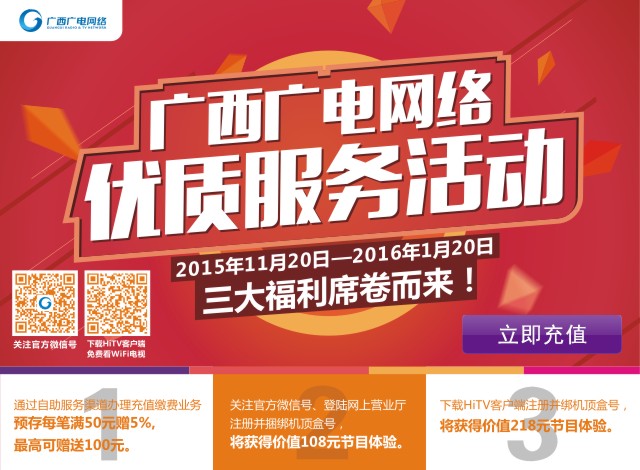 广西广电网络
GUANGXI RADIO & TV NETWORK
广西广电网络
优质服务活动
2015年11月20日—2016年1月20日
三大福利席卷而来！
关注官方微信号
下载HiTV客户端
免费看WiFi电视
立即充值
1
通过自助服务渠道办理充值缴费业务
预存每笔满50元赠5%,
最高可赠送100元。
2
关注官方微信号、登陆网上营业厅
注册并捆绑机顶盒号，
将获得价值108元节目体验。
3
下载HiTV客户端注册并绑机顶盒号，
将获得价值218元节目体验。